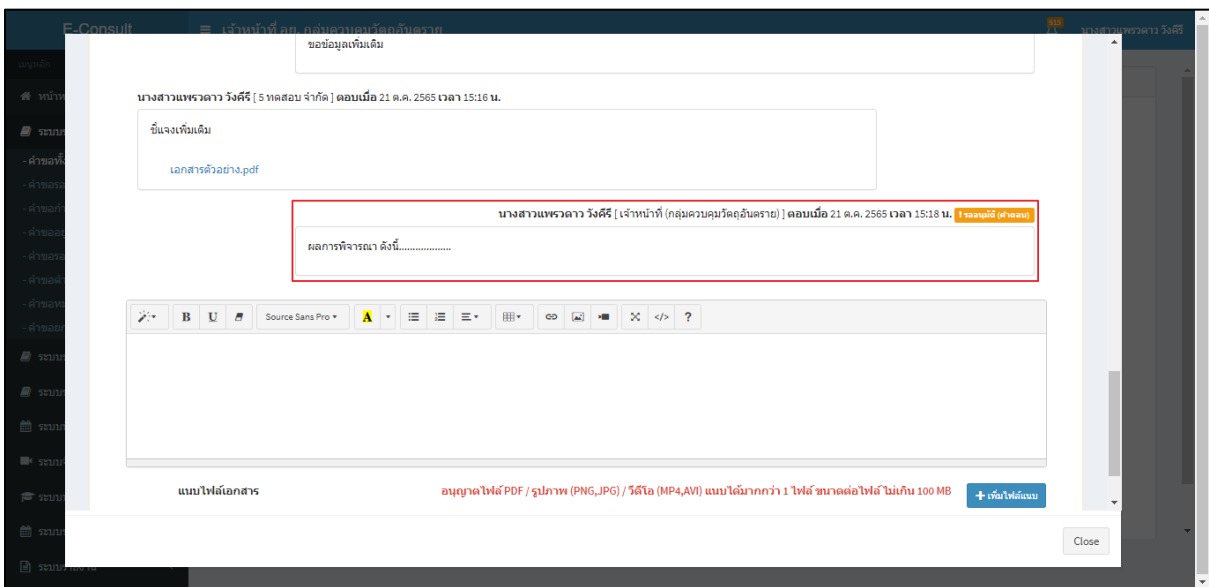 E-Consult
เจ้าหน้าที่ อย. กลุ่มควบคุมวัตถุอันตราย
913
นางสาวแพรวดาว วังคีรี
เมนูหลัก
ขอข้อมูลเพิ่มเติม
นางสาวแพรวดาว วังคีรี [ 5 ทดสอบ จำกัด ] ตอบเมื่อ 21 ต.ค. 2565 เวลา 15:16 น.
ชี้แจงเพิ่มเติม
เอกสารตัวอย่าง.pdf
นางสาวแพรวดาว วังคีรี [ เจ้าหน้าที่ (กลุ่มควบคุมวัตถุอันตราย) ] ตอบเมื่อ 21 ต.ค. 2565 เวลา 15:18 น. ! รออนุมัติ (คำตอบ)
ผลการพิจารณา ดังนี้...................
B U Source Sans Pro A </> ?
แนบไฟล์เอกสาร
อนุญาตไฟล์ PDF / รูปภาพ (PNG,JPG) / วีดีโอ (MP4,AVI) แนบได้มากกว่า 1 ไฟล์ ขนาดต่อไฟล์ ไม่เกิน 100 MB
+ เพิ่มไฟล์แนบ
Close